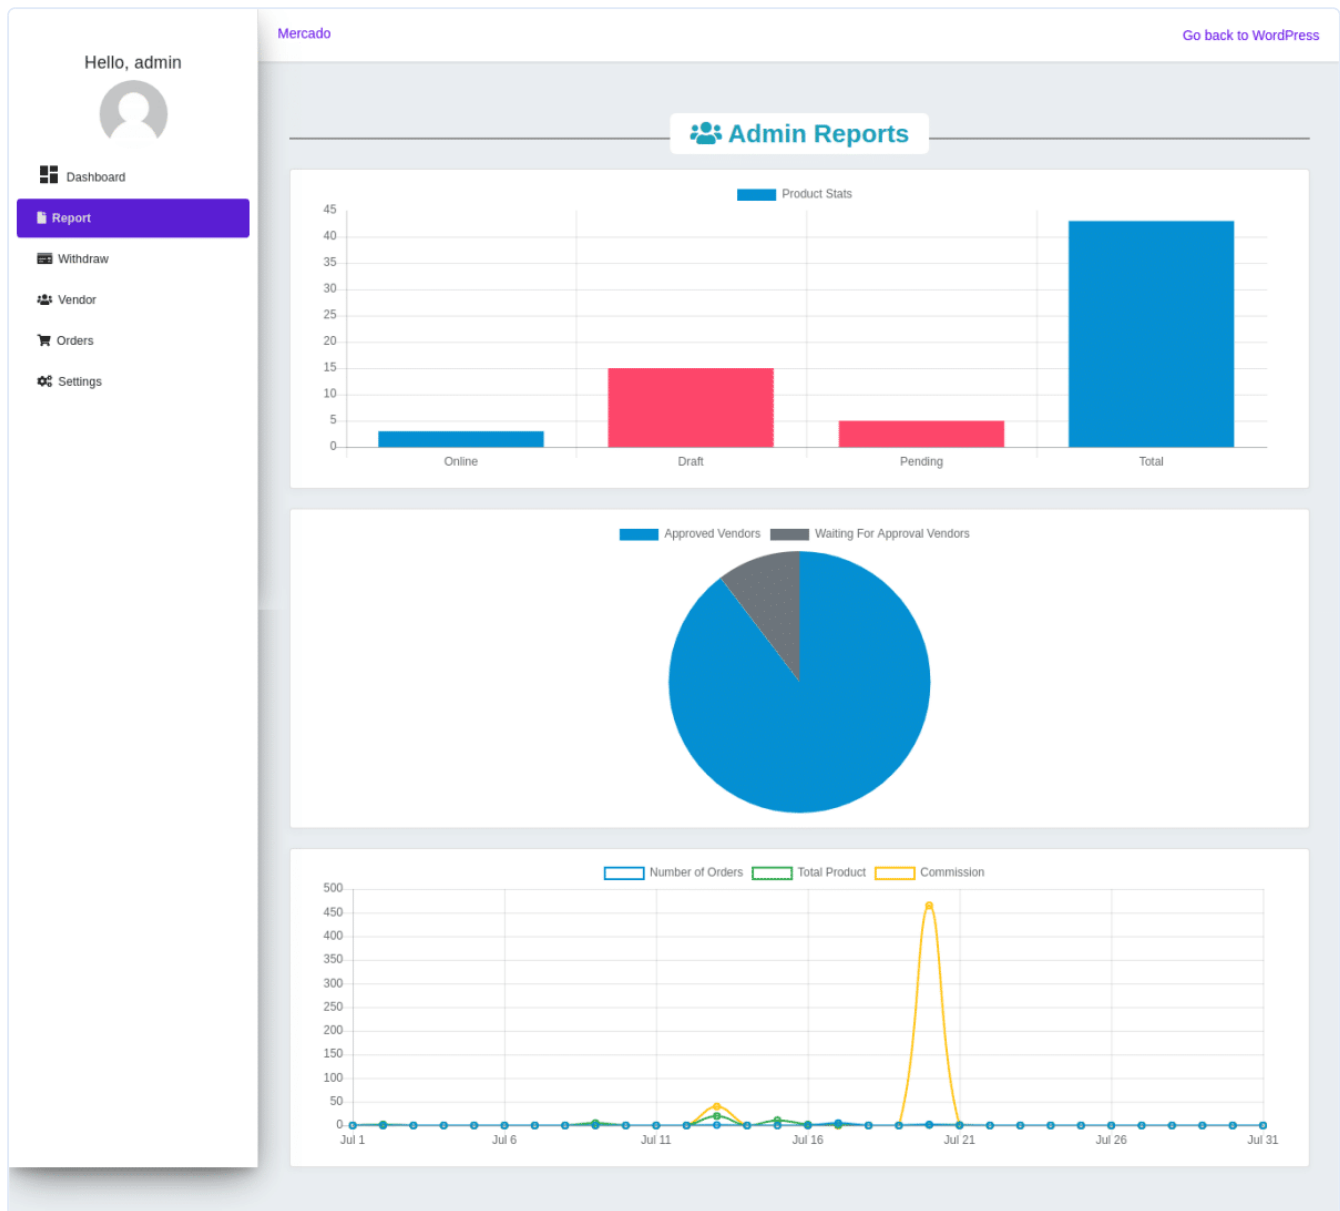 Hello, admin
Dashboard
Report
Withdraw
Vendor
Orders
Settings
Mercado
Go back to WordPress
Admin Reports
Product Stats
45
40
35
30
25
20
15
10
5
0
Online Draft Pending Total
Approved Vendors Waiting For Approval Vendors
Number of Orders Total Product Commission
500
450
400
350
300
250
200
150
100
50
0
Jul 1 Jul 6 Jul 11 Jul 16 Jul 21 Jul 26 Jul 31